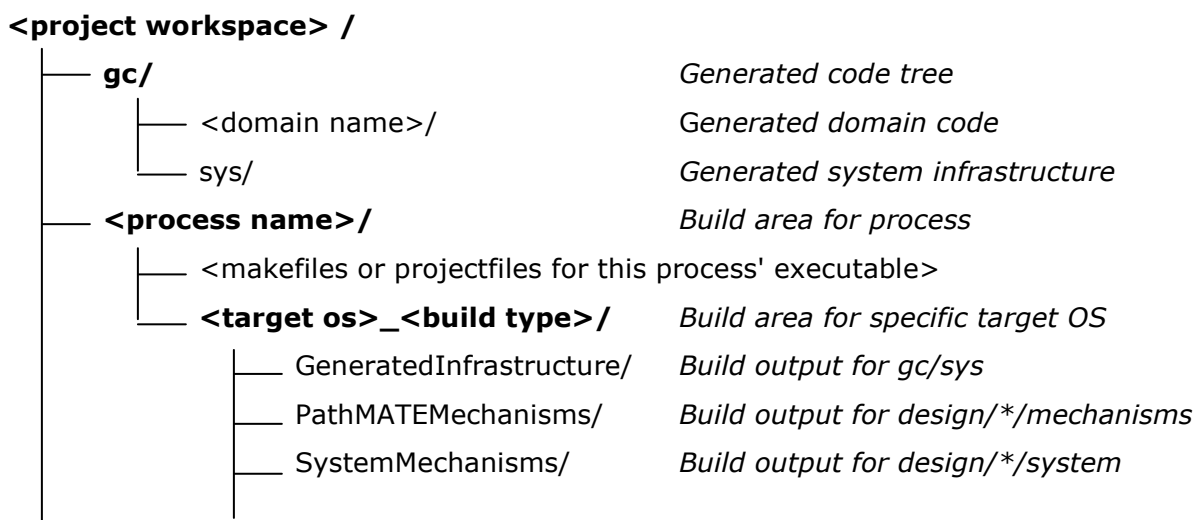 <project workspace> /
gc/ Generated code tree
<domain name>/ Generated domain code
sys/ Generated system infrastructure
<process name>/ Build area for process
<makefiles or projectfiles for this process' executable>
<target os>_<build type>/ Build area for specific target OS
GeneratedInfrastructure/ Build output for gc/sys
PathMATEMechanisms/ Build output for design/*/mechanisms
SystemMechanisms/ Build output for design/*/system